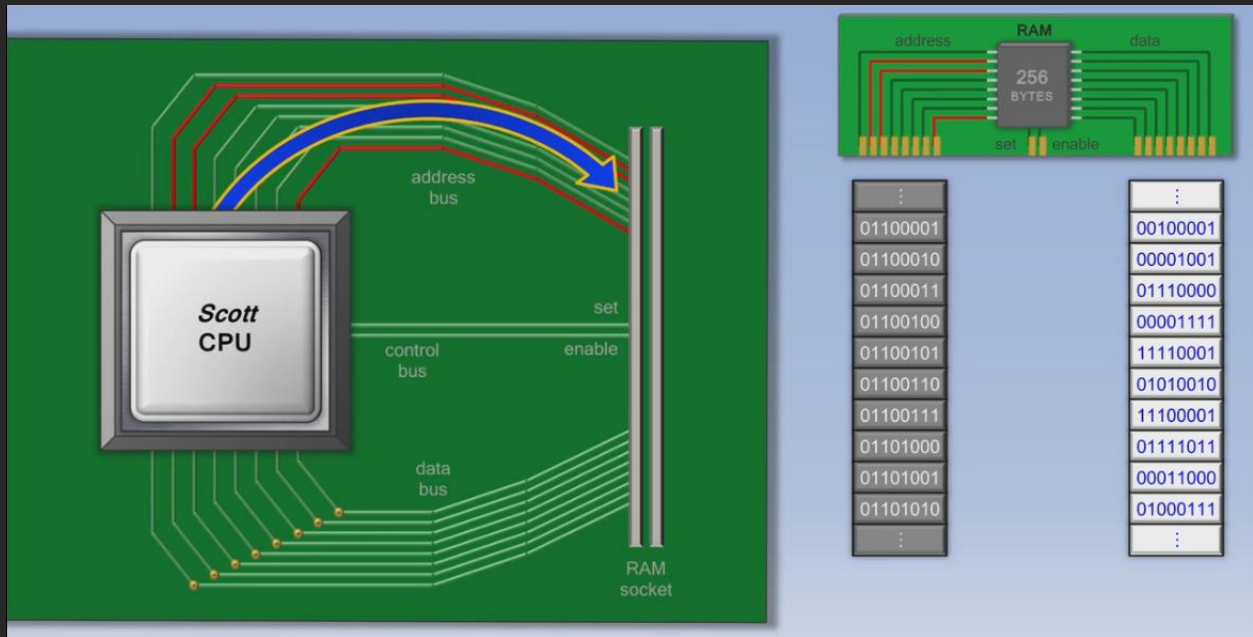 address
bus
Scott
CPU
set
control
bus
enable
data
bus
RAM
socket
RAM
address
data
256
BYTES
set
enable
⋮
01100001
01100010
01100011
01100100
01100101
01100110
01100111
01101000
01101001
01101010
⋮
⋮
00100001
00001001
01110000
00001111
11110001
01010010
11100001
01111011
00011000
01000111
⋮